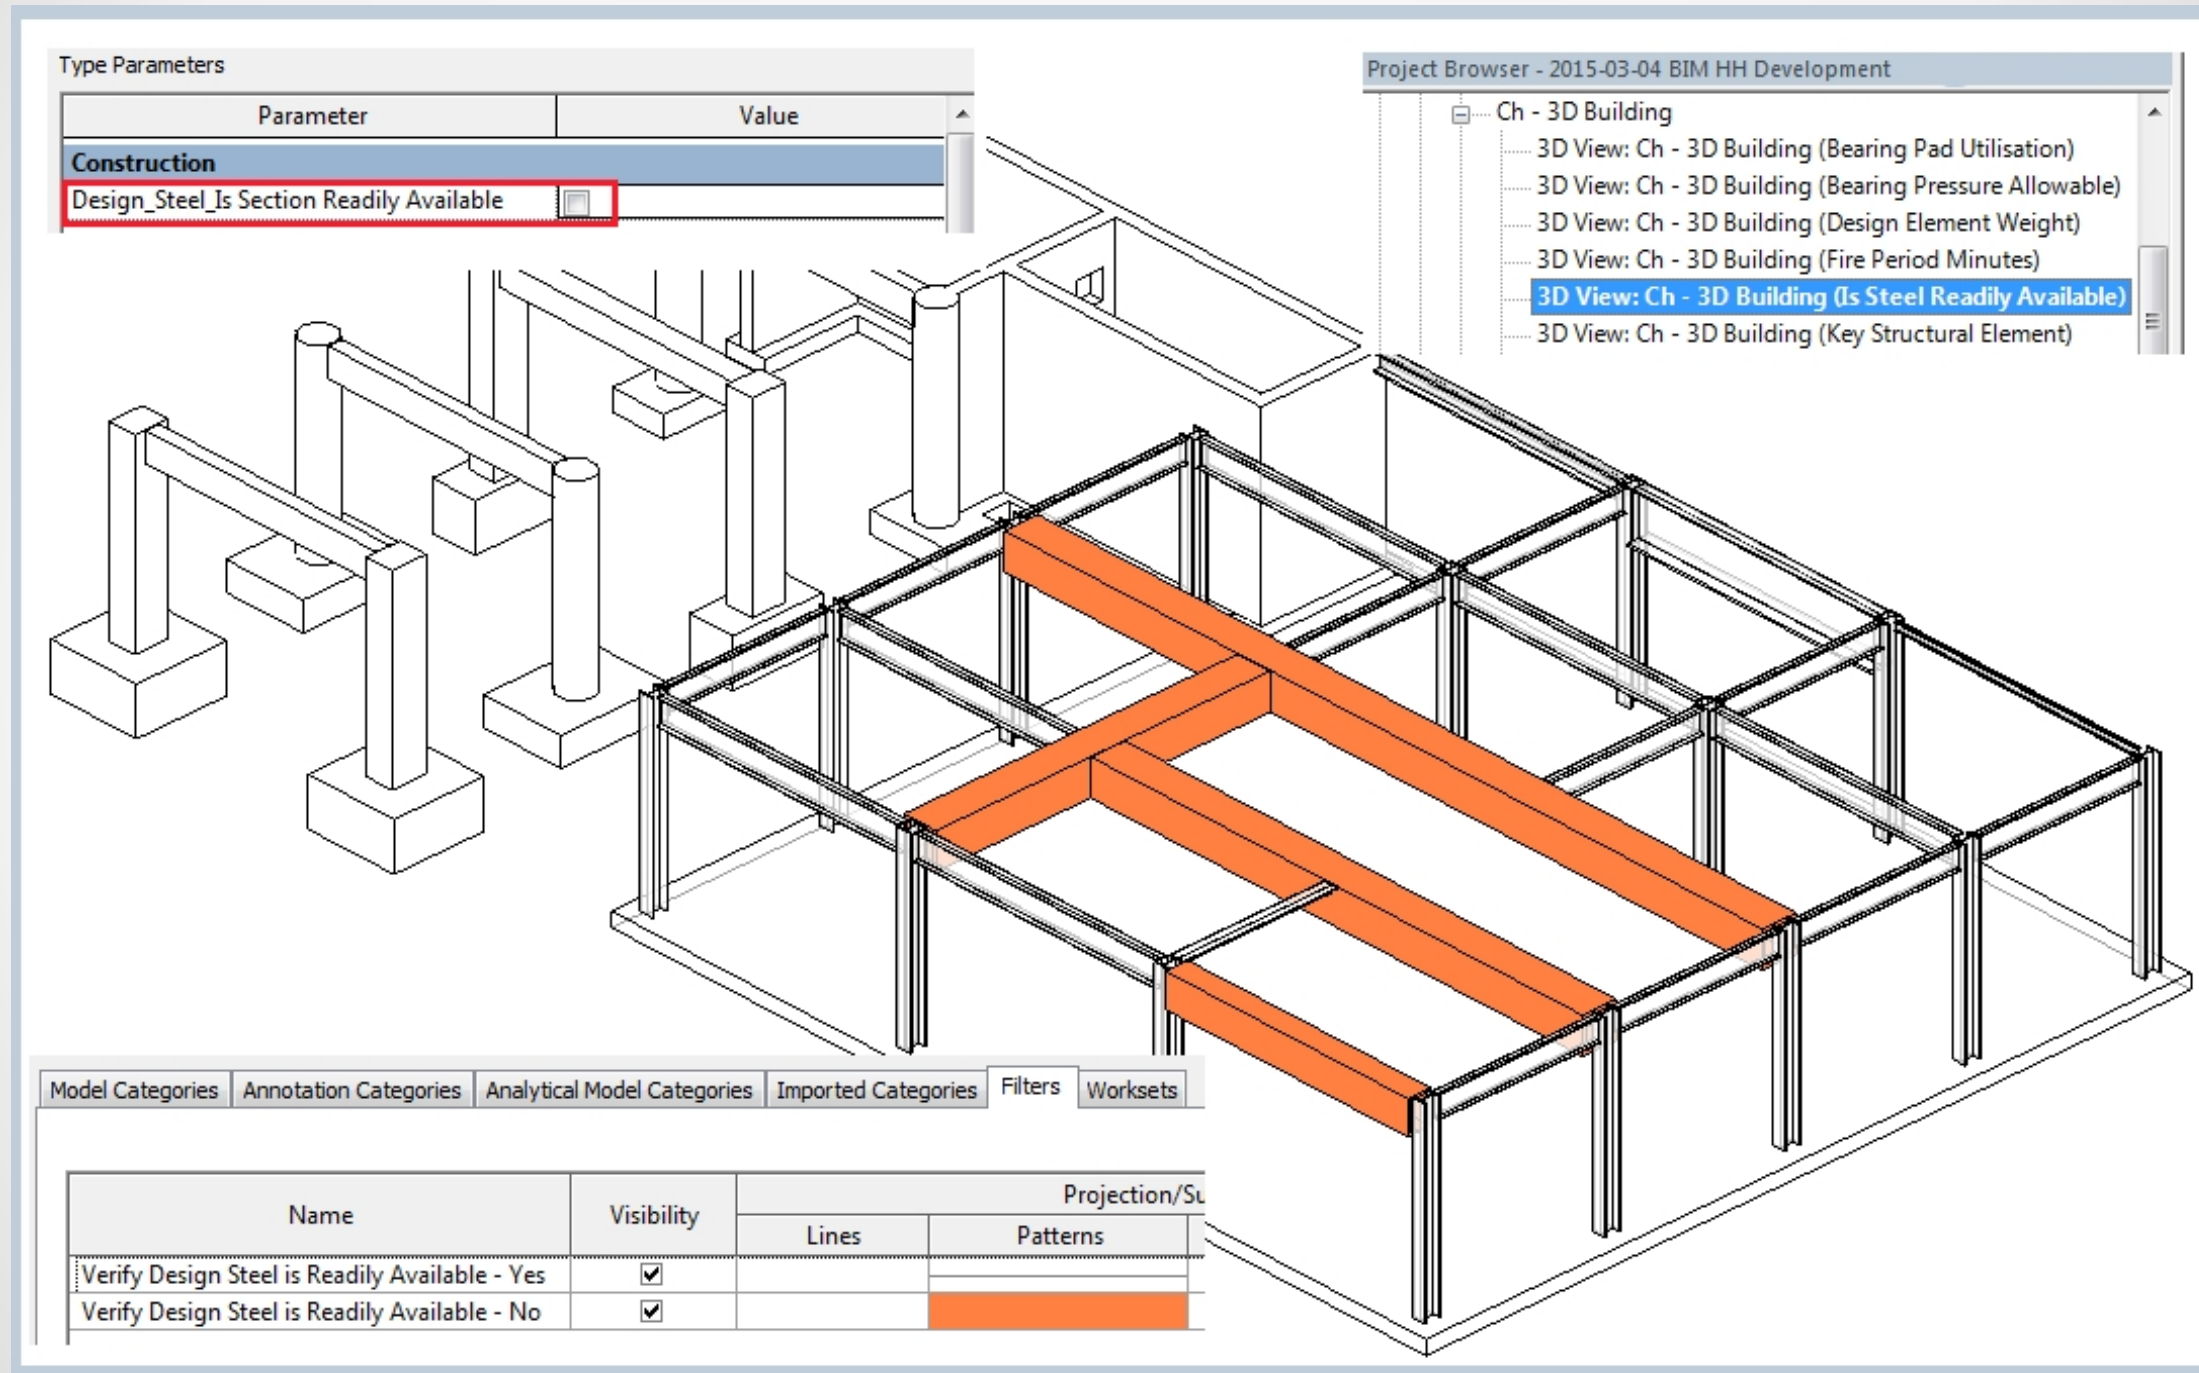 Type Parameters
Parameter Value
Construction
Design_Steel_Is Section Readily Available
Project Browser - 2015-03-04 BIM HH Development
Ch - 3D Building
3D View: Ch - 3D Building (Bearing Pad Utilisation)
3D View: Ch - 3D Building (Bearing Pressure Allowable)
3D View: Ch - 3D Building (Design Element Weight)
3D View: Ch - 3D Building (Fire Period Minutes)
3D View: Ch - 3D Building (Is Steel Readily Available)
3D View: Ch - 3D Building (Key Structural Element)
Model Categories Annotation Categories Analytical Model Categories Imported Categories Filters Worksets
Name Visibility Projection/Su
Lines Patterns
Verify Design Steel is Readily Available - Yes
Verify Design Steel is Readily Available - No